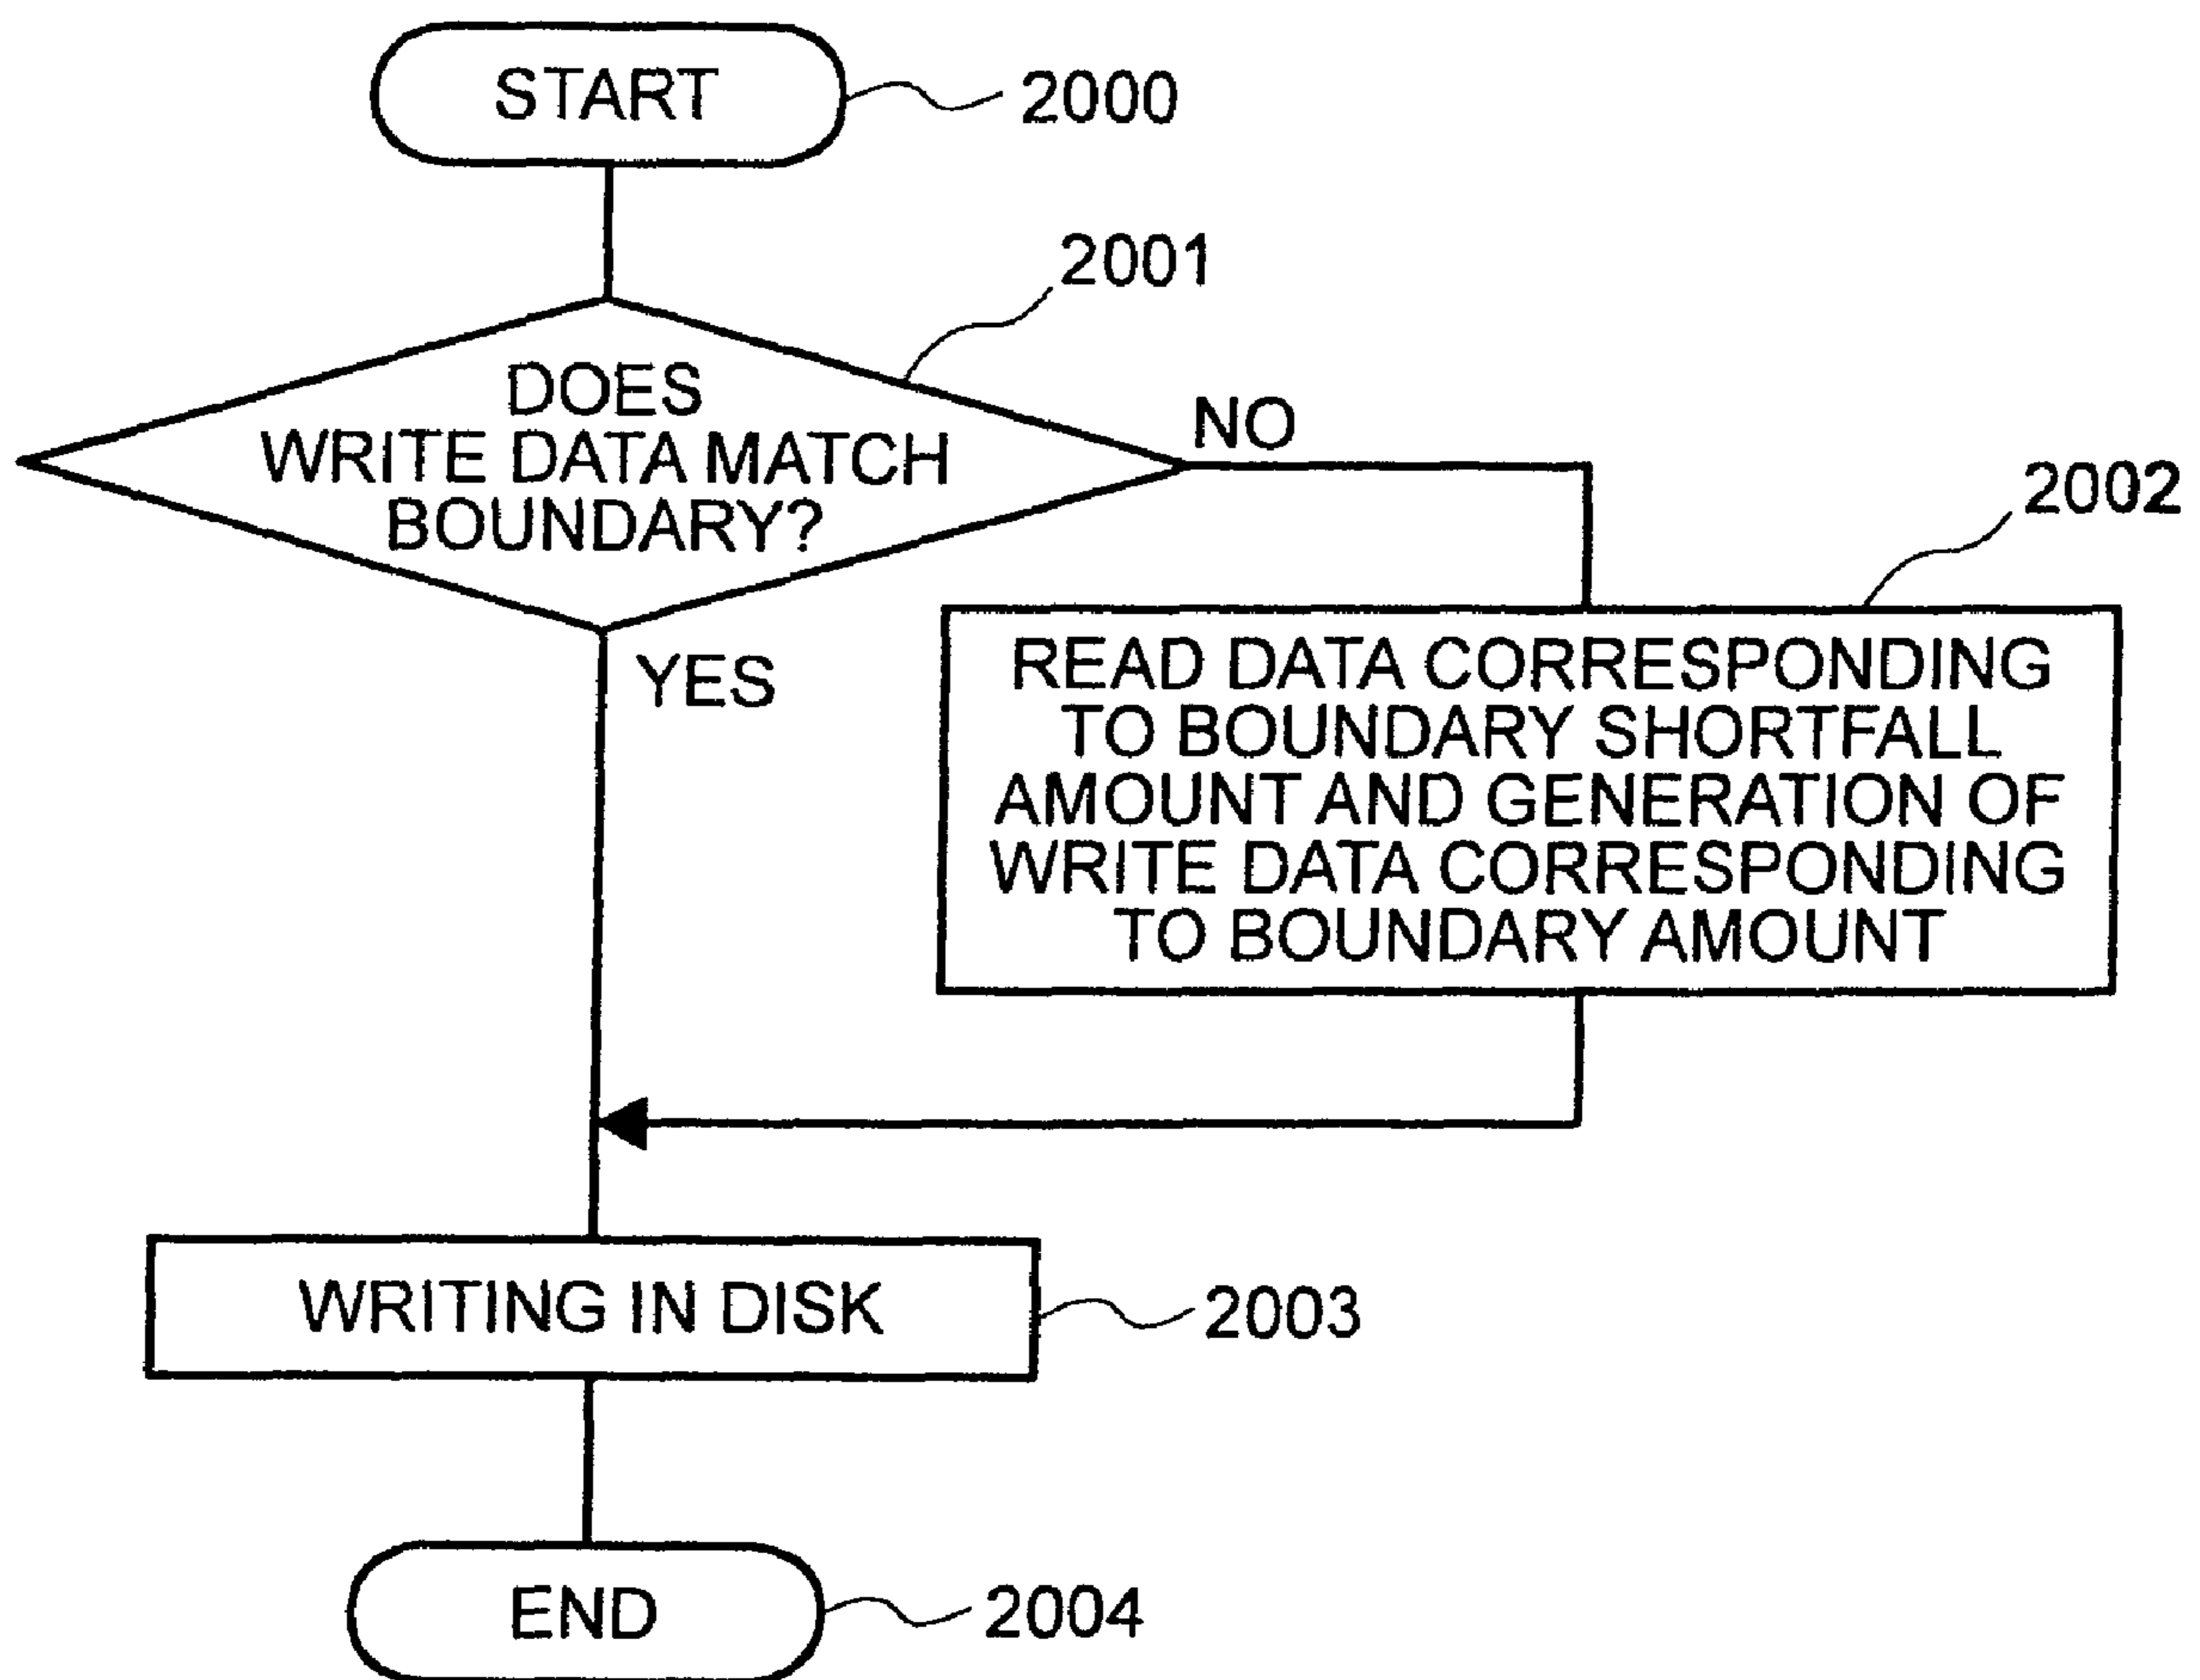 START
2000
2001
DOES
WRITE DATA MATCH
BOUNDARY?
NO
YES
2002
READ DATA CORRESPONDING
TO BOUNDARY SHORTFALL
AMOUNT AND GENERATION OF
WRITE DATA CORRESPONDING
TO BOUNDARY AMOUNT
WRITING IN DISK
2003
END
2004